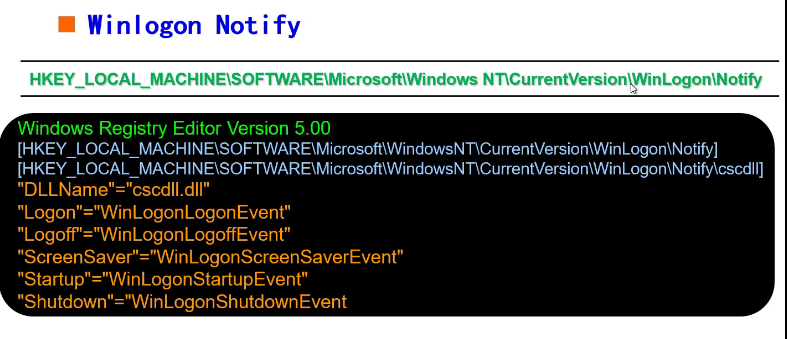 Winlogon Notify
HKEY_LOCAL_MACHINE\SOFTWARE\Microsoft\Windows NT\CurrentVersion\WinLogon\Notify
Windows Registry Editor Version 5.00
[HKEY_LOCAL_MACHINE\SOFTWARE\Microsoft\WindowsNT\CurrentVersion\WinLogon\Notify]
[HKEY_LOCAL_MACHINE\SOFTWARE\Microsoft\WindowsNT\CurrentVersion\WinLogon\Notify\cscdll]
"DLLName"="cscdll.dll"
"Logon"="WinLogonLogonEvent"
"Logoff"="WinLogonLogoffEvent"
"ScreenSaver"="WinLogonScreenSaverEvent"
"Startup"="WinLogonStartupEvent"
"Shutdown"="WinLogonShutdownEvent